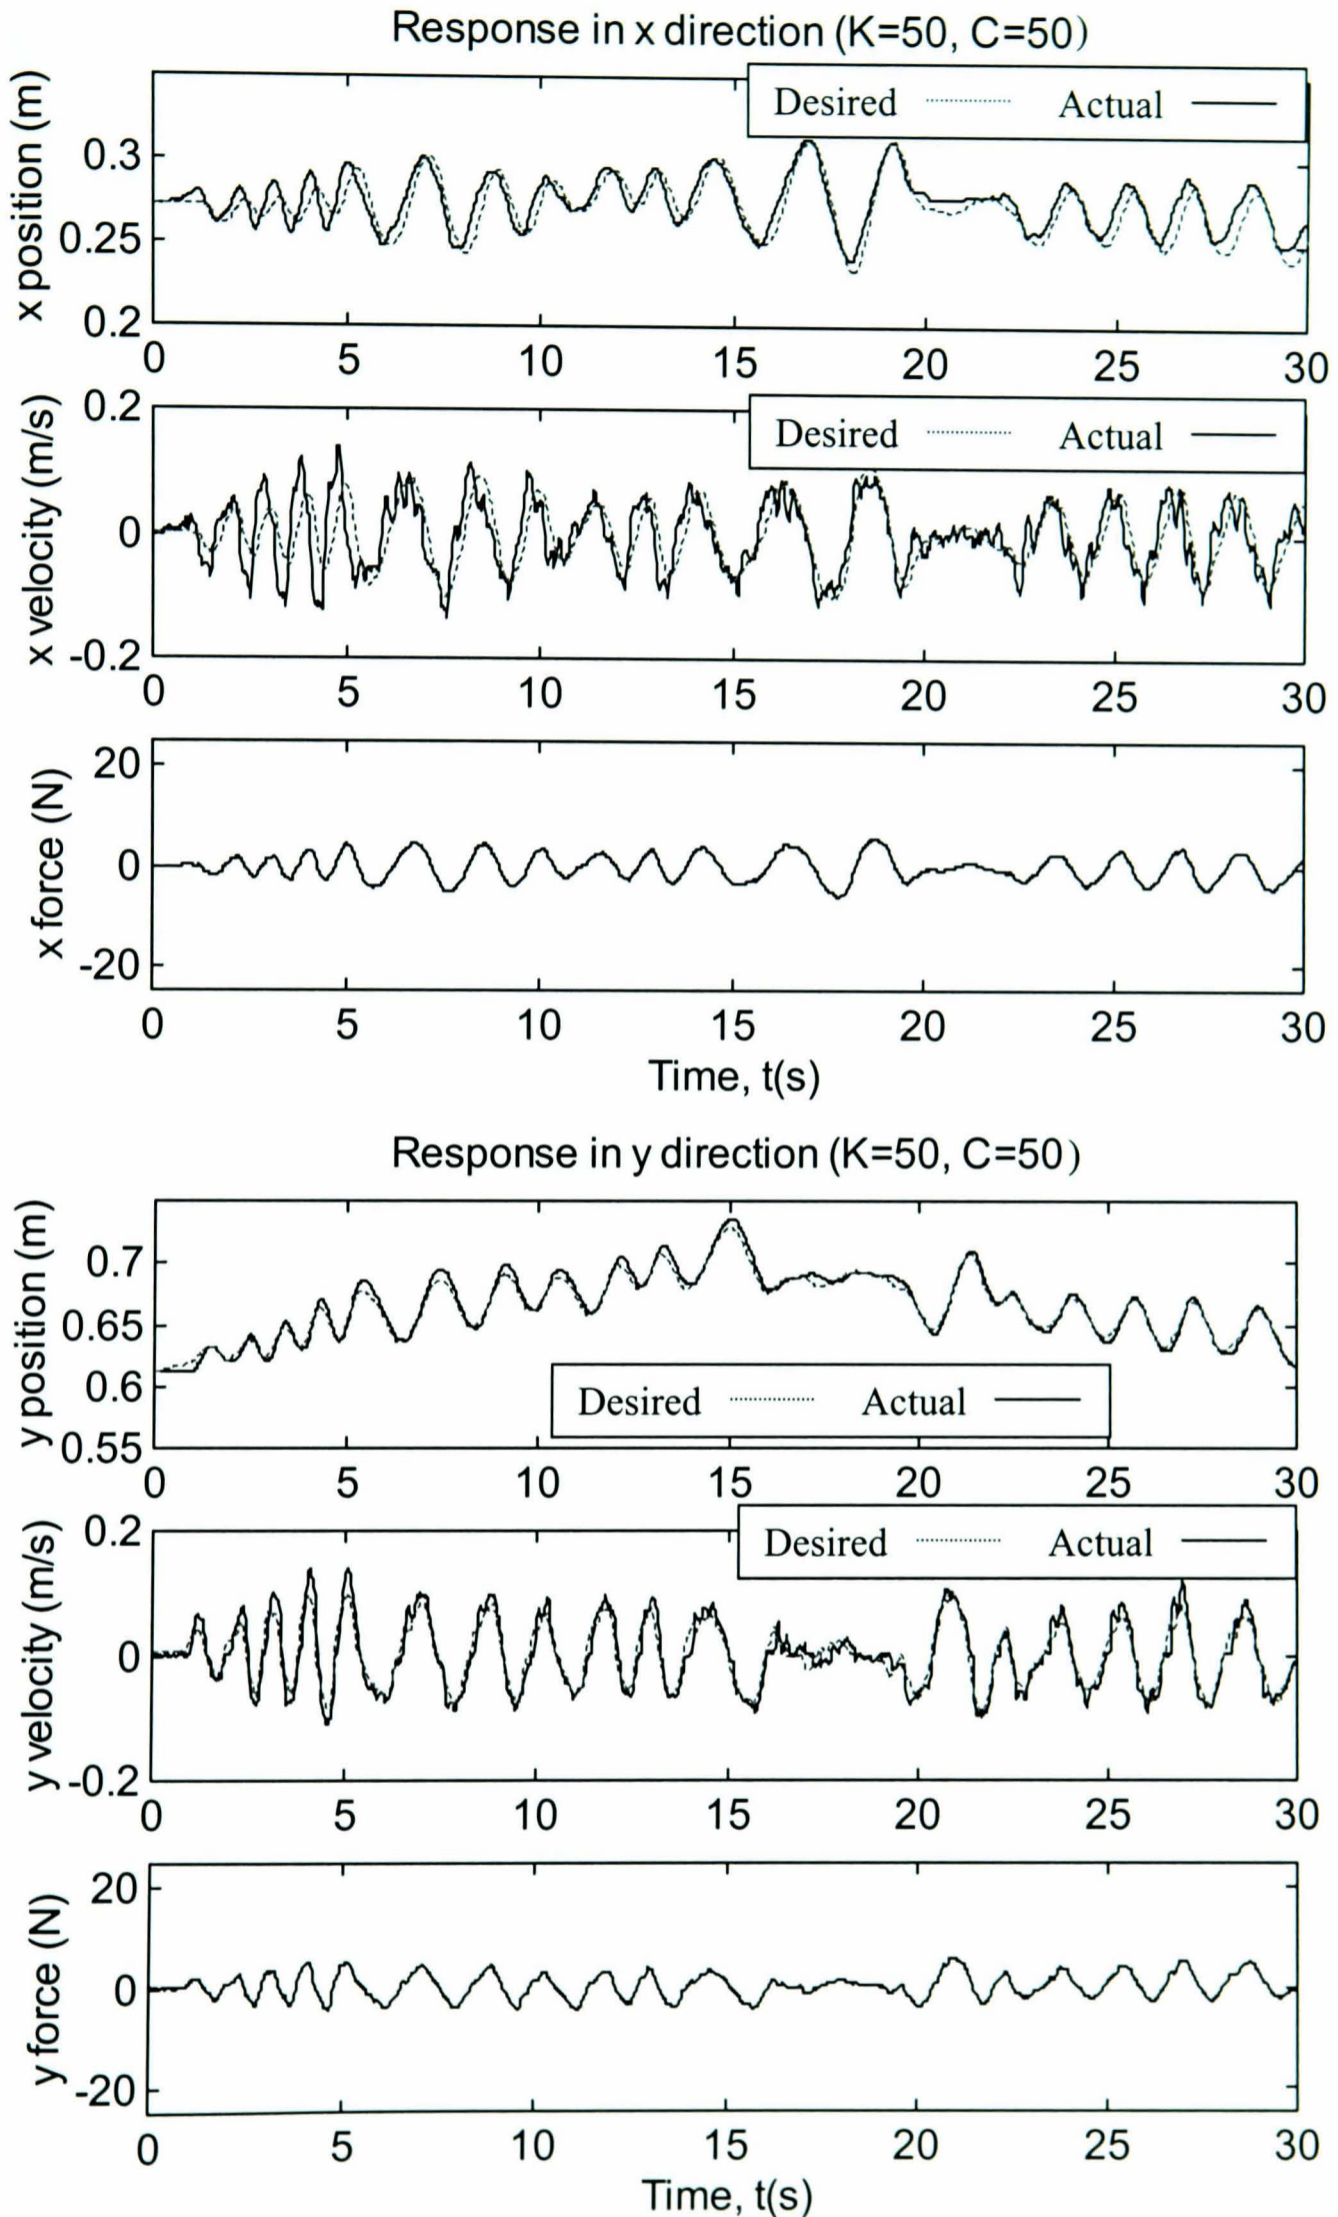 Response in x direction (K=50, C=50)
x position (m)
0.3
0.25
0.2
Desired Actual
0 5 10 15 20 25 30
x velocity (m/s)
0.2
0
-0.2
Desired Actual
0 5 10 15 20 25 30
x force (N)
20
0
-20
0 5 10 15 20 25 30
Time, t(s)
Response in y direction (K=50, C=50)
y position (m)
0.7
0.65
0.6
0.55
Desired Actual
0 5 10 15 20 25 30
y velocity (m/s)
0.2
0
-0.2
Desired Actual
0 5 10 15 20 25 30
y force (N)
20
0
-20
0 5 10 15 20 25 30
Time, t(s)